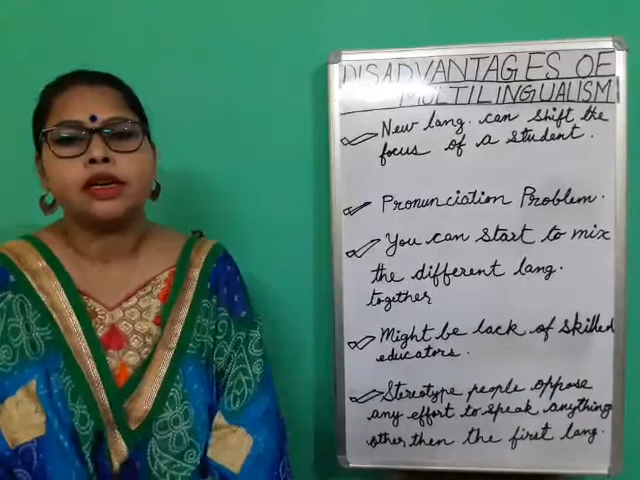 DISADVANTAGES OF
MULTILINGUALISM
New lang. can shift the
focus of a student.
Pronunciation Problem.
You can start to mix
the different lang.
together
Might be lack of skilled
educators.
Stereotype people oppose
any effort to speak anything
other then the first lang.